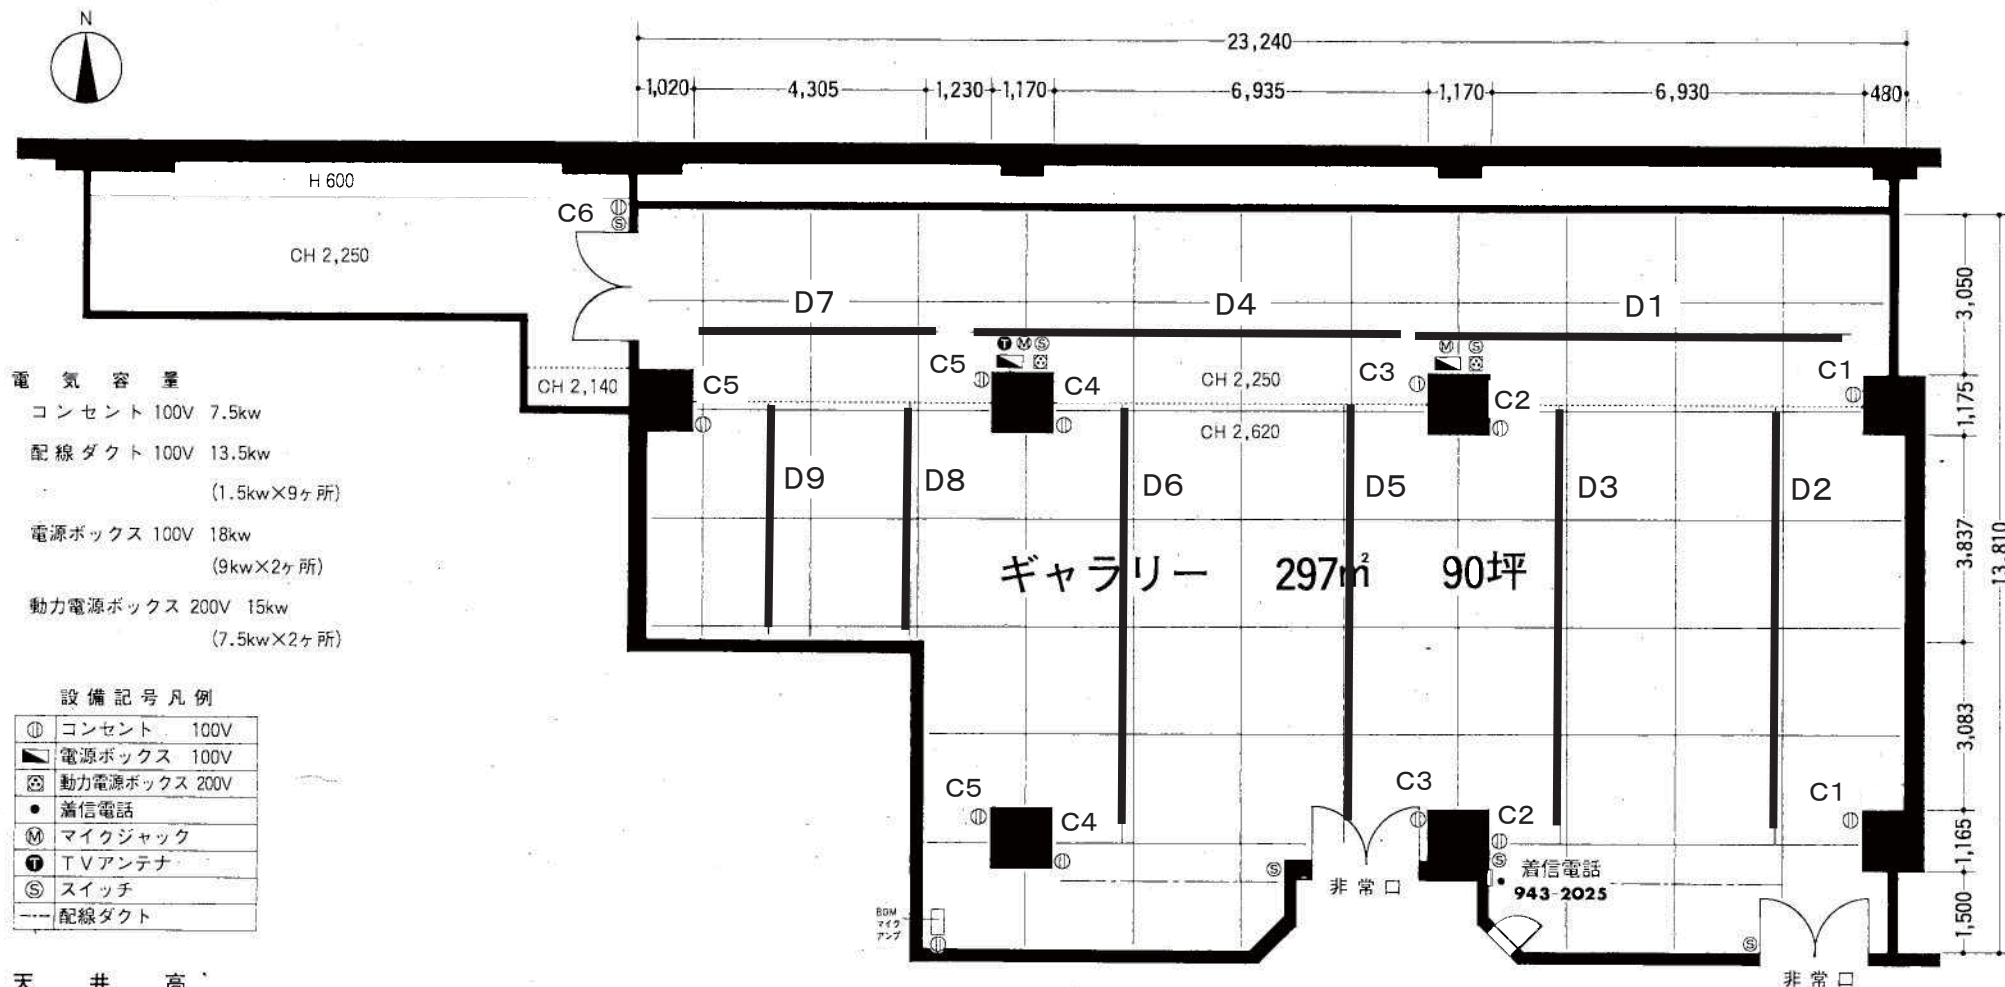 N
23,240
1,020 4,305 1,230 1,170 6,935 1,170 6,930 480
H 600
C6
CH 2,250
D7 D4 D1
3,050
T M S
M S
C5 C5 C4 CH 2,250 C3 C2 C1
CH 2,140
CH 2,620
1,175
電気容量
コンセント 100V 7.5kw
配線ダクト 100V 13.5kw
(1.5kw×9ヶ所)
電源ボックス 100V 18kw
(9kw×2ヶ所)
動力電源ボックス 200V 15kw
(7.5kw×2ヶ所)
D9 D8 D6 D5 D3 D2
ギャラリー 297㎡ 90坪
3,837
13,810
3,083
設備記号凡例
コンセント 100V
電源ボックス 100V
動力電源ボックス 200V
着信電話
M マイクジャック
T TVアンテナ
S スイッチ
配線ダクト
C5 C4 C3 C2 C1
1,165
S
S
着信電話
943-2025
非常口
BGM
マイク
アンプ
1,500
S
非常口
天井高